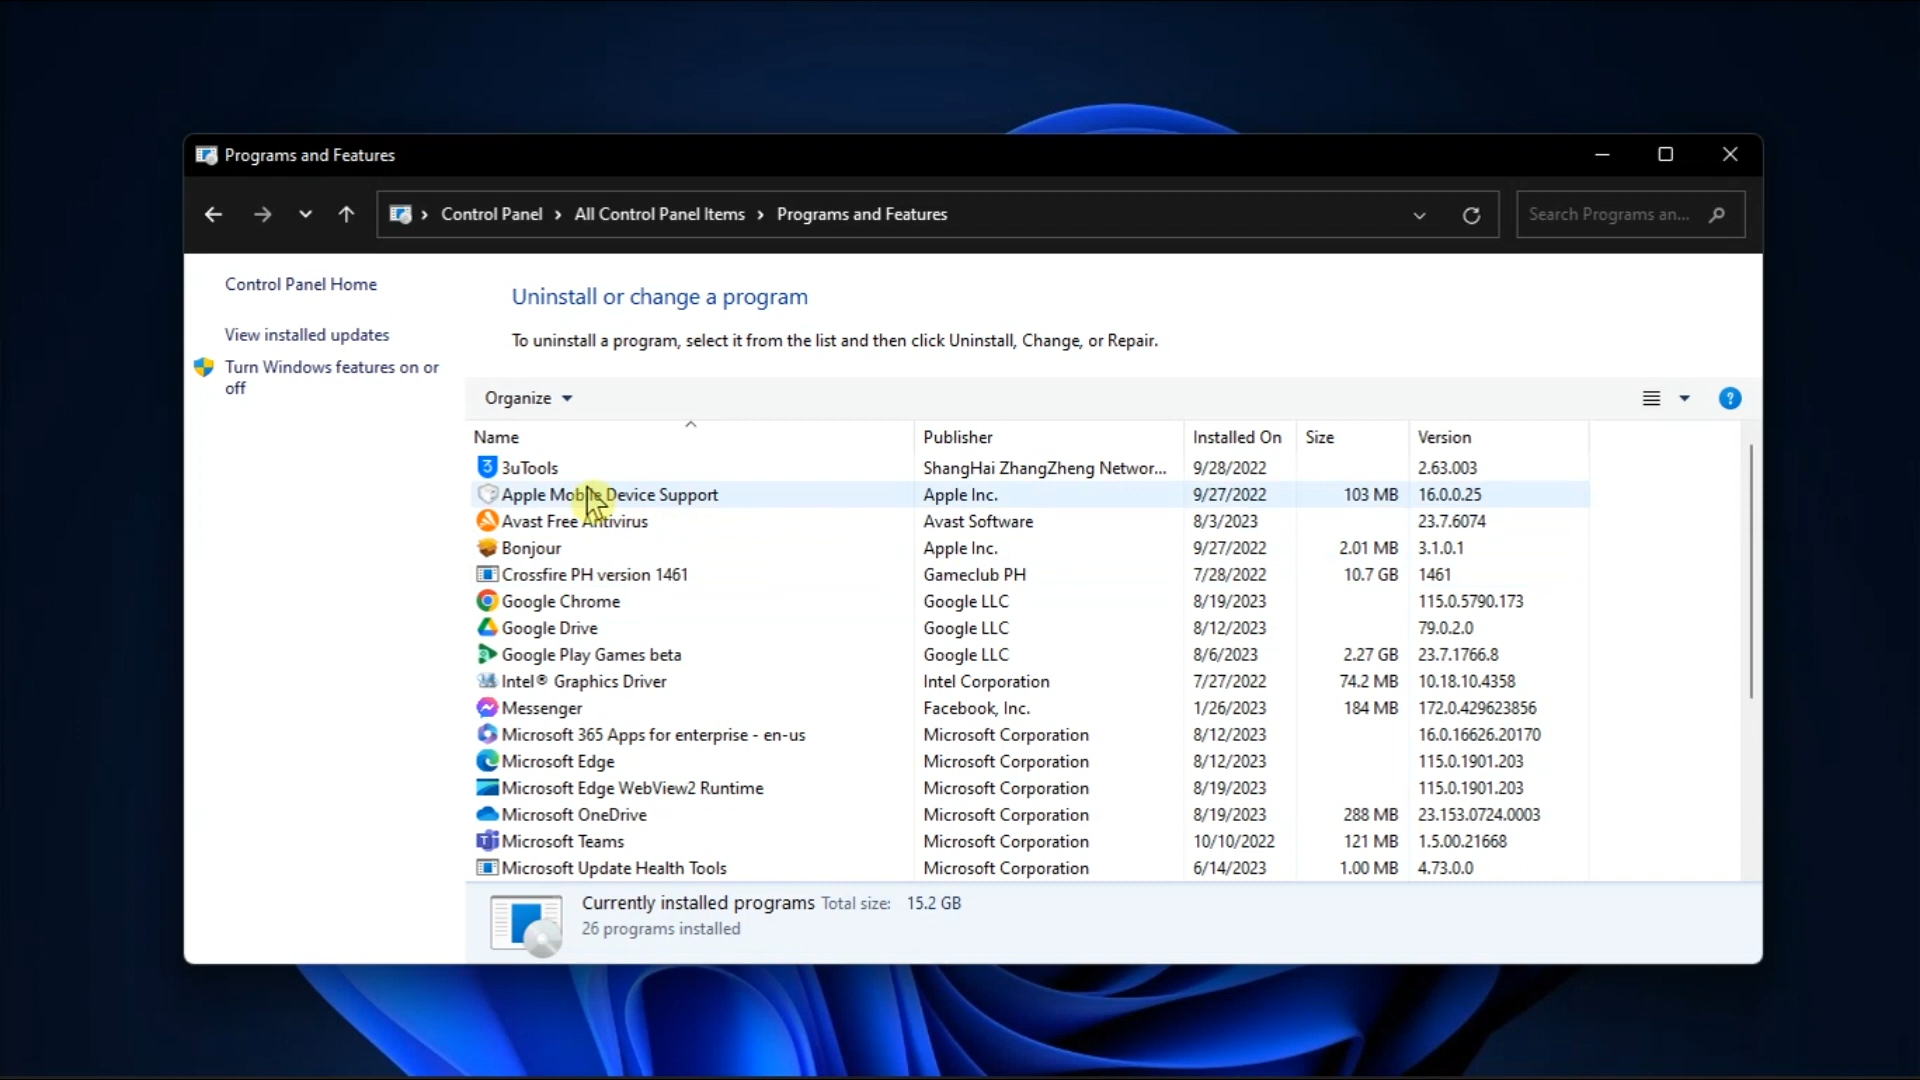 Programs and Features
Control Panel > All Control Panel Items > Programs and Features
Search Programs an...
Control Panel Home
View installed updates
Turn Windows features on or
off
Uninstall or change a program
To uninstall a program, select it from the list and then click Uninstall, Change, or Repair.
Organize
?
Name Publisher Installed On Size Version
3uTools ShangHai ZhangZheng Networ... 9/28/2022 2.63.003
Apple Mobile Device Support Apple Inc. 9/27/2022 103 MB 16.0.0.25
Avast Free Antivirus Avast Software 8/3/2023 23.7.6074
Bonjour Apple Inc. 9/27/2022 2.01 MB 3.1.0.1
Crossfire PH version 1461 Gameclub PH 7/28/2022 10.7 GB 1461
Google Chrome Google LLC 8/19/2023 115.0.5790.173
Google Drive Google LLC 8/12/2023 79.0.2.0
Google Play Games beta Google LLC 8/6/2023 2.27 GB 23.7.1766.8
Intel® Graphics Driver Intel Corporation 7/27/2022 74.2 MB 10.18.10.4358
Messenger Facebook, Inc. 1/26/2023 184 MB 172.0.429623856
Microsoft 365 Apps for enterprise - en-us Microsoft Corporation 8/12/2023 16.0.16626.20170
Microsoft Edge Microsoft Corporation 8/12/2023 115.0.1901.203
Microsoft Edge WebView2 Runtime Microsoft Corporation 8/19/2023 115.0.1901.203
Microsoft OneDrive Microsoft Corporation 8/19/2023 288 MB 23.153.0724.0003
Microsoft Teams Microsoft Corporation 10/10/2022 121 MB 1.5.00.21668
Microsoft Update Health Tools Microsoft Corporation 6/14/2023 1.00 MB 4.73.0.0
Currently installed programs Total size: 15.2 GB
26 programs installed